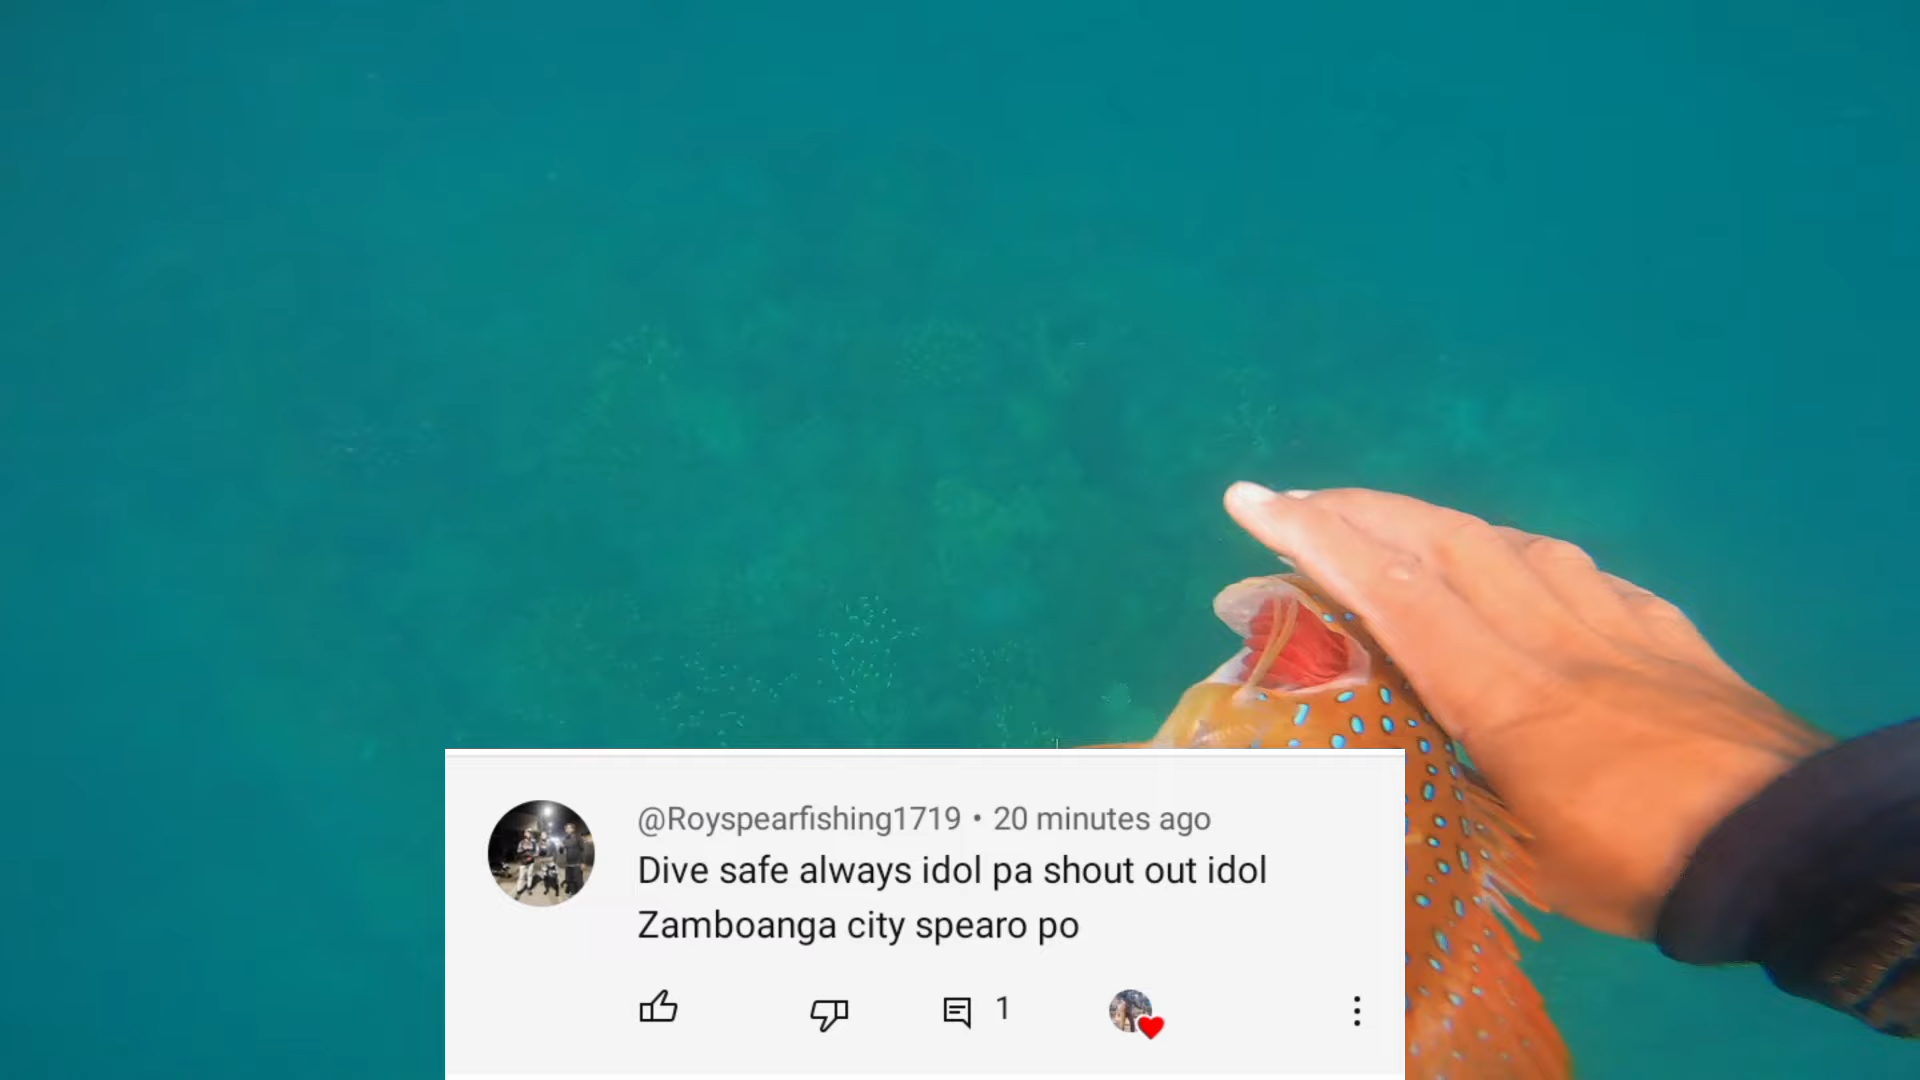 @Royspearfishing1719 • 20 minutes ago
Dive safe always idol pa shout out idol
Zamboanga city spearo po
1